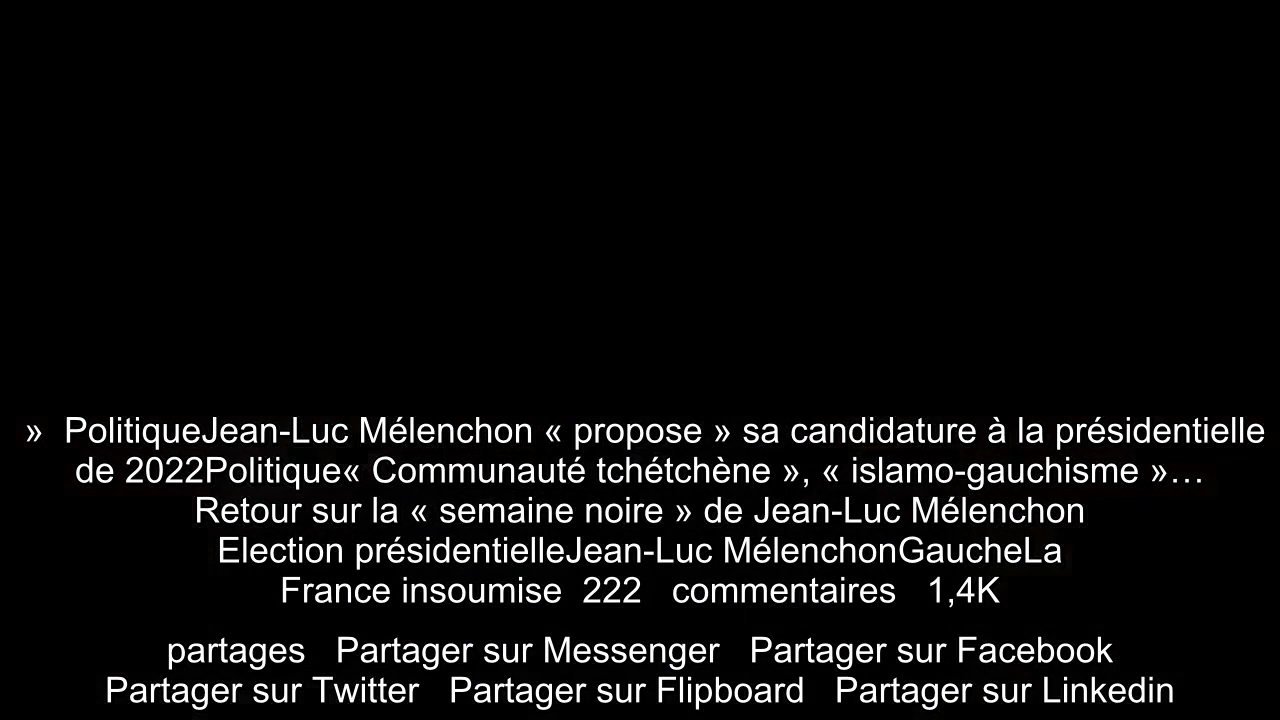 »  PolitiqueJean-Luc Mélenchon « propose » sa candidature à la présidentielle
de 2022Politique« Communauté tchétchène », « islamo-gauchisme »…
Retour sur la « semaine noire » de Jean-Luc Mélenchon
Election présidentielleJean-Luc MélenchonGaucheLa
France insoumise  222   commentaires   1,4K
partages   Partager sur Messenger   Partager sur Facebook
Partager sur Twitter   Partager sur Flipboard   Partager sur Linkedin